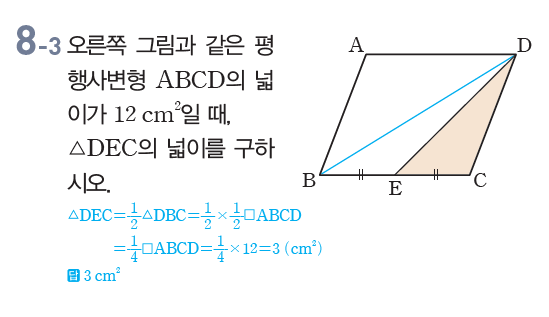 8-3 오른쪽 그림과 같은 평
행사변형 ABCD의 넓
이가 12 cm²일 때,
△DEC의 넓이를 구하
시오.
△DEC=1/2△DBC=1/2×1/2□ABCD
=1/4□ABCD=1/4×12=3 (cm²)
답 3 cm²
A
D
B
E
C